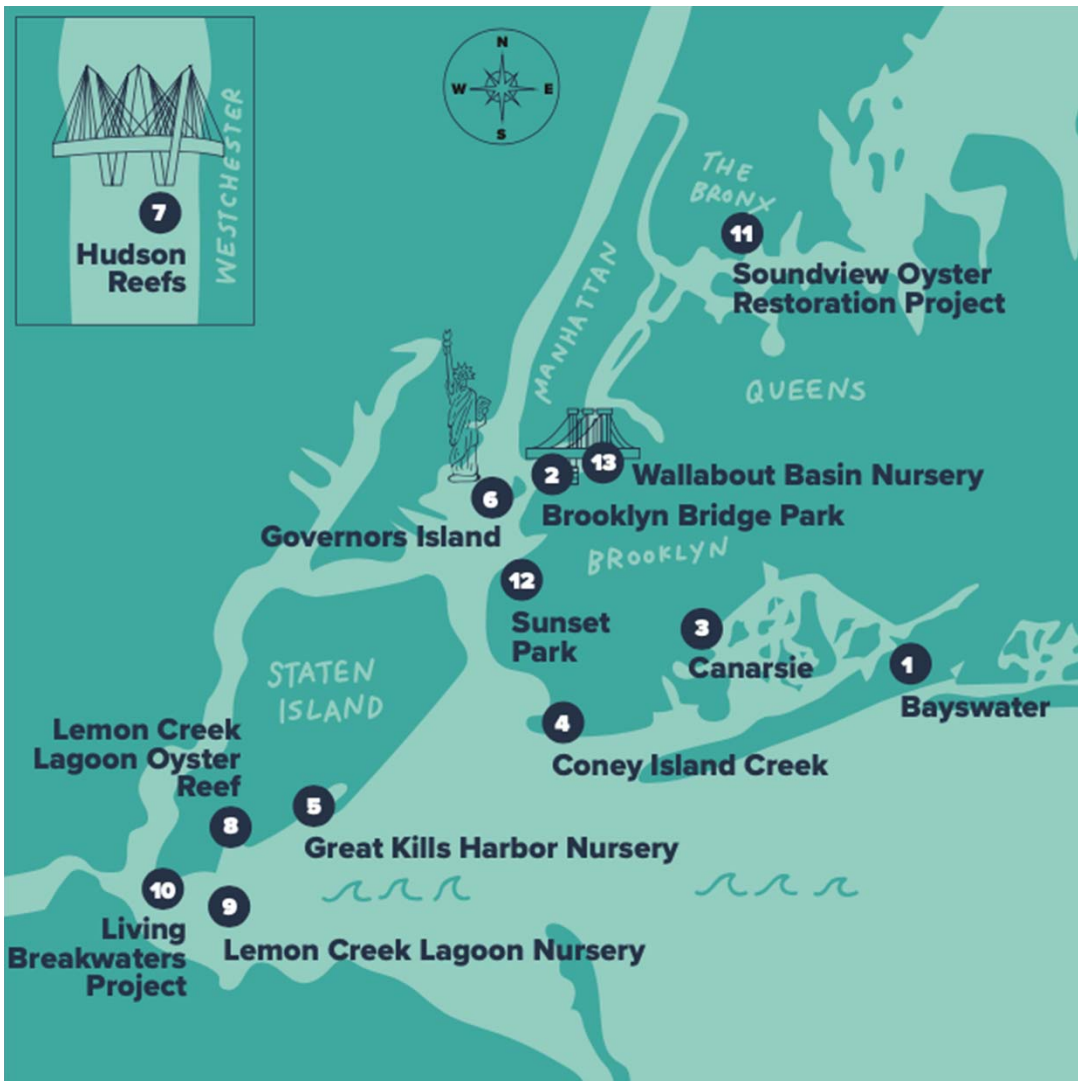 N
W E
S
WESTCHESTER
7
Hudson
Reefs
THE
BRONX
11
Soundview Oyster
Restoration Project
MANHATTAN
QUEENS
2
13
Wallabout Basin Nursery
6
Brooklyn Bridge Park
Governors Island
BROOKLYN
12
Sunset
Park
3
Canarsie
1
Bayswater
STATEN
ISLAND
4
Coney Island Creek
Lemon Creek
Lagoon Oyster
Reef
8
5
Great Kills Harbor Nursery
10
Living
Breakwaters
Project
9
Lemon Creek Lagoon Nursery